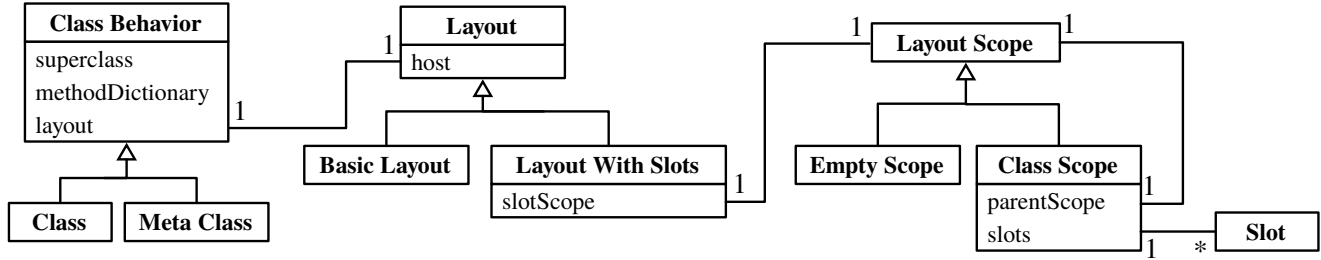 Class Behavior
superclass
methodDictionary
layout
1
1
Layout
host
Class
Meta Class
Basic Layout
Layout With Slots
slotScope
1
1
Layout Scope
1
Empty Scope
Class Scope
parentScope
slots
1
1
*
Slot